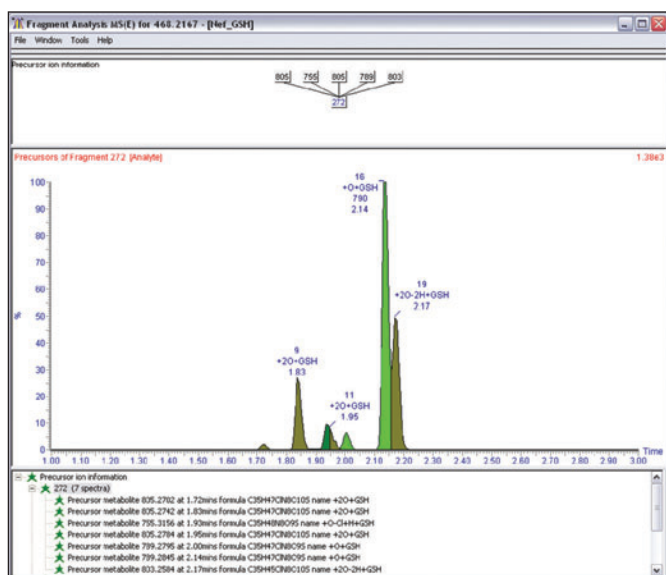 Fragment Analysis MS(E) for 468.2167 - [Nef_GSH]
File Window Tools Help
Precursor ion information
805 755 805 789 803
272
Precursors of Fragment 272 (Analyte) 1.38e3
100
90
80
70
60
50
40
30
20
10
0
%
16
+O+GSH
790
2.14
19
+2O-2H+GSH
2.17
9
+2O+GSH
1.83
11
+2O+GSH
1.95
1.00 1.10 1.20 1.30 1.40 1.50 1.60 1.70 1.80 1.90 2.00 2.10 2.20 2.30 2.40 2.50 2.60 2.70 2.80 2.90 3.00 Time
Precursor ion information
272 (7 spectra)
Precursor metabolite 805.2702 at 1.72mins formula C35H47ClN8C10S name +2O+GSH
Precursor metabolite 805.2742 at 1.83mins formula C35H47ClN8C10S name +2O+GSH
Precursor metabolite 755.3156 at 1.93mins formula C35H48N8O9S name +O-Cl+H+GSH
Precursor metabolite 805.2784 at 1.95mins formula C35H47ClN8C10S name +2O+GSH
Precursor metabolite 789.2795 at 2.00mins formula C35H47ClN8C9S name +O+GSH
Precursor metabolite 789.2845 at 2.14mins formula C35H47ClN8C9S name +O+GSH
Precursor metabolite 803.2584 at 2.17mins formula C35H45ClN8C10S name +2O-2H+GSH